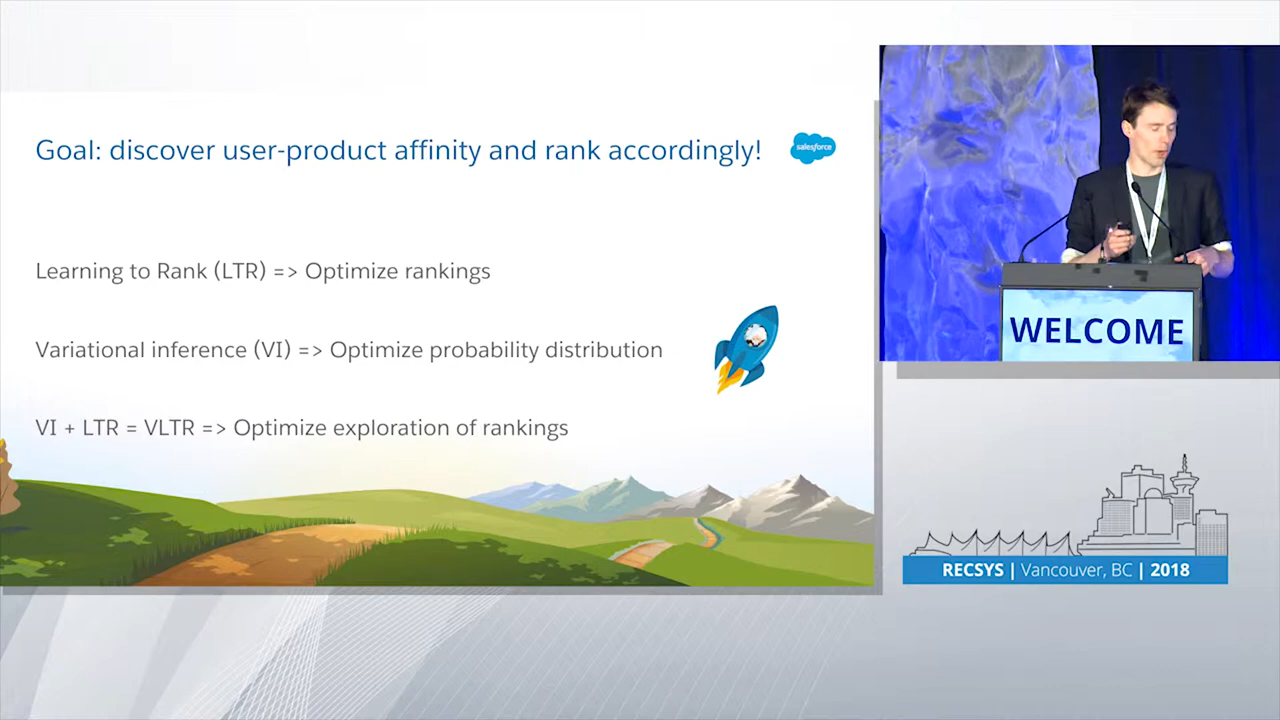 Goal: discover user-product affinity and rank accordingly!
salesforce
Learning to Rank (LTR) => Optimize rankings
Variational inference (VI) => Optimize probability distribution
VI + LTR = VLTR => Optimize exploration of rankings
WELCOME
RECSYS | Vancouver, BC | 2018